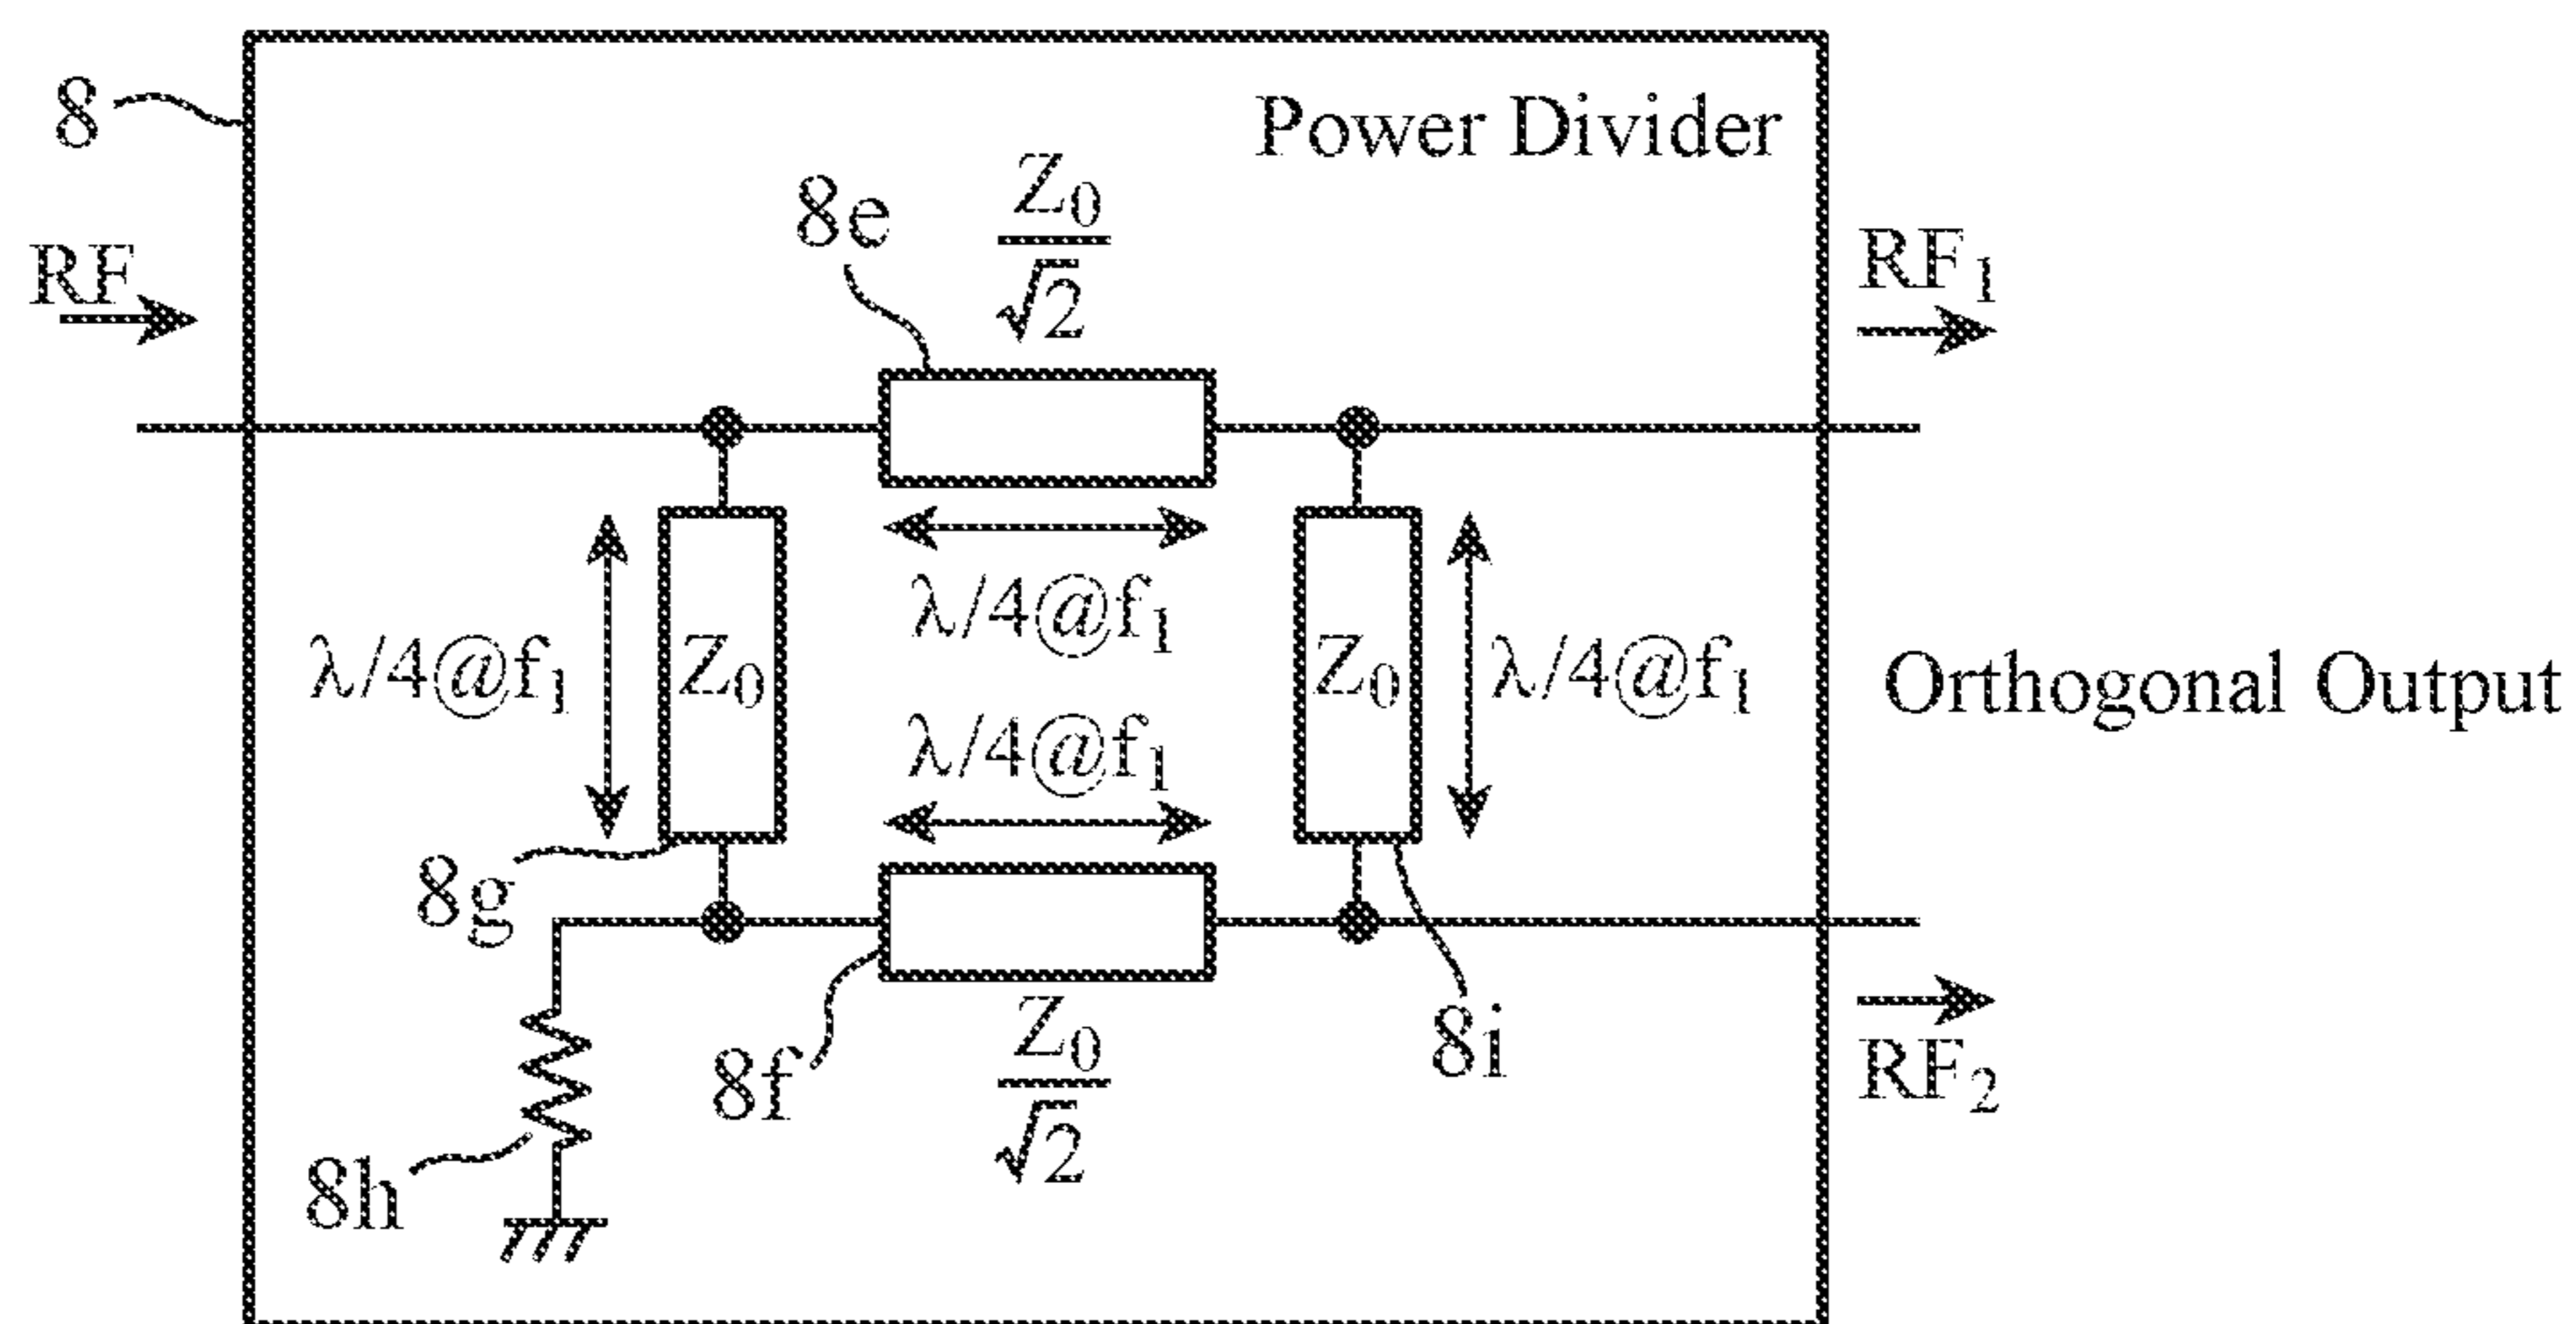 8
Power Divider
RF
8e
Z₀
√2
RF₁
λ/4@f₁
λ/4@f₁
Z₀
Z₀
λ/4@f₁
Orthogonal Output
λ/4@f₁
8g
8f
Z₀
√2
8i
RF₂
8h